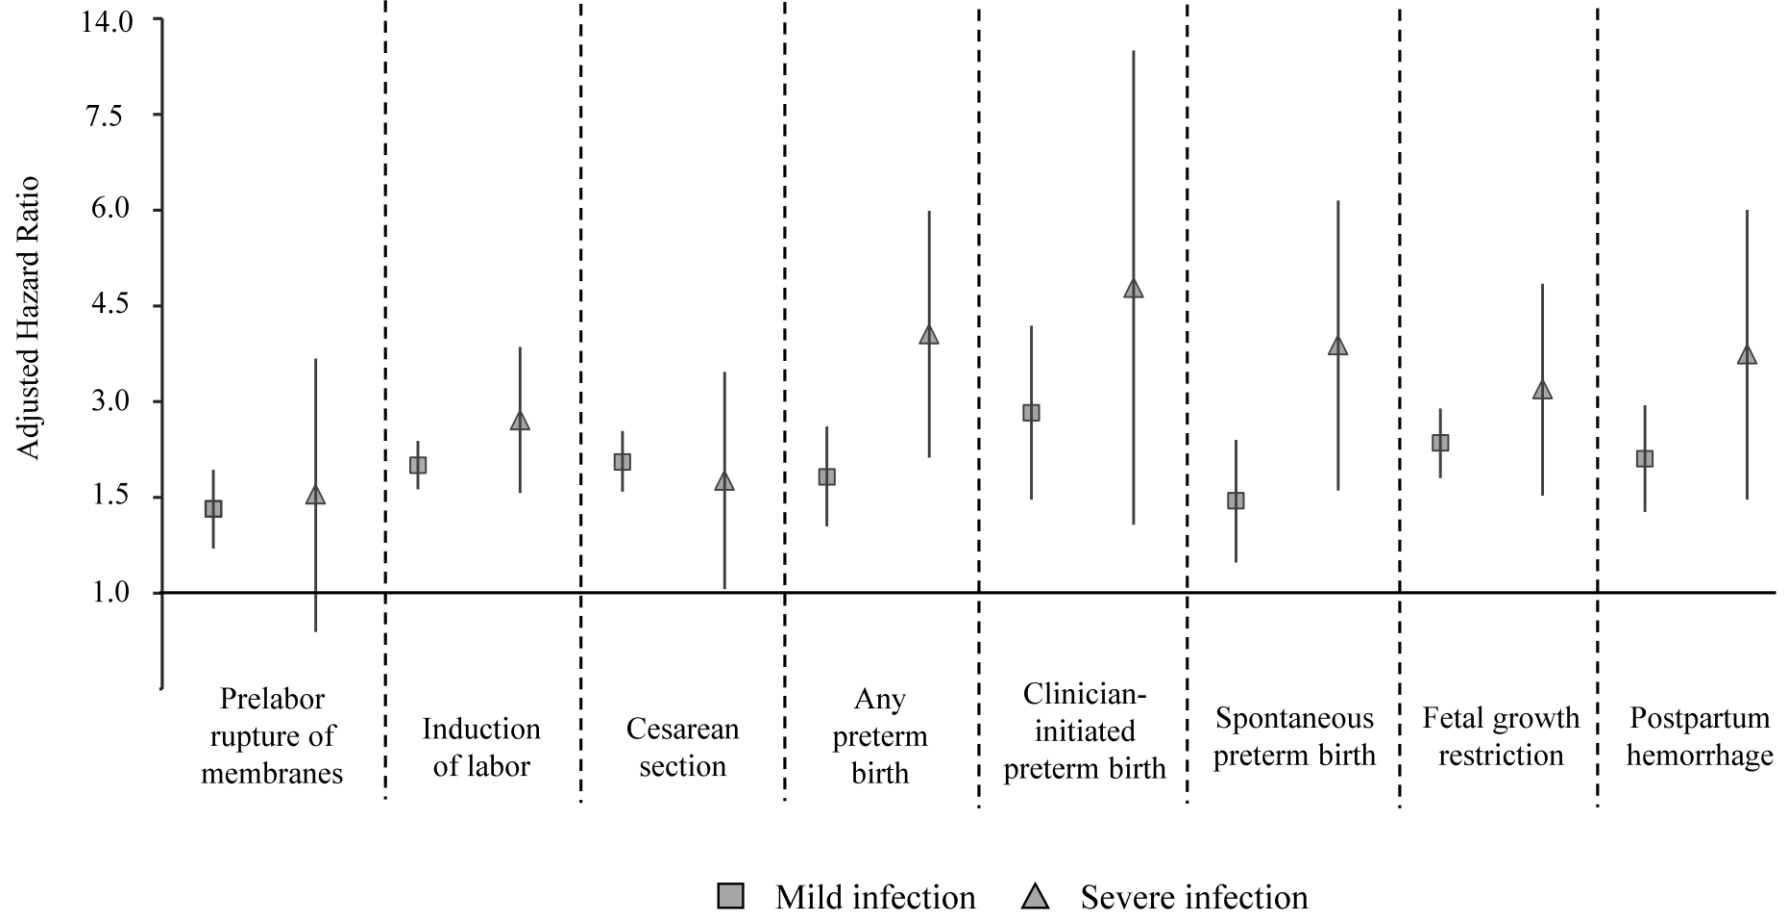 14.0
7.5
6.0
4.5
3.0
1.5
1.0
Adjusted Hazard Ratio
Prelabor
rupture of
membranes
Induction
of labor
Cesarean
section
Any
preterm
birth
Clinician-
initiated
preterm birth
Spontaneous
preterm birth
Fetal growth
restriction
Postpartum
hemorrhage
Mild infection
Severe infection